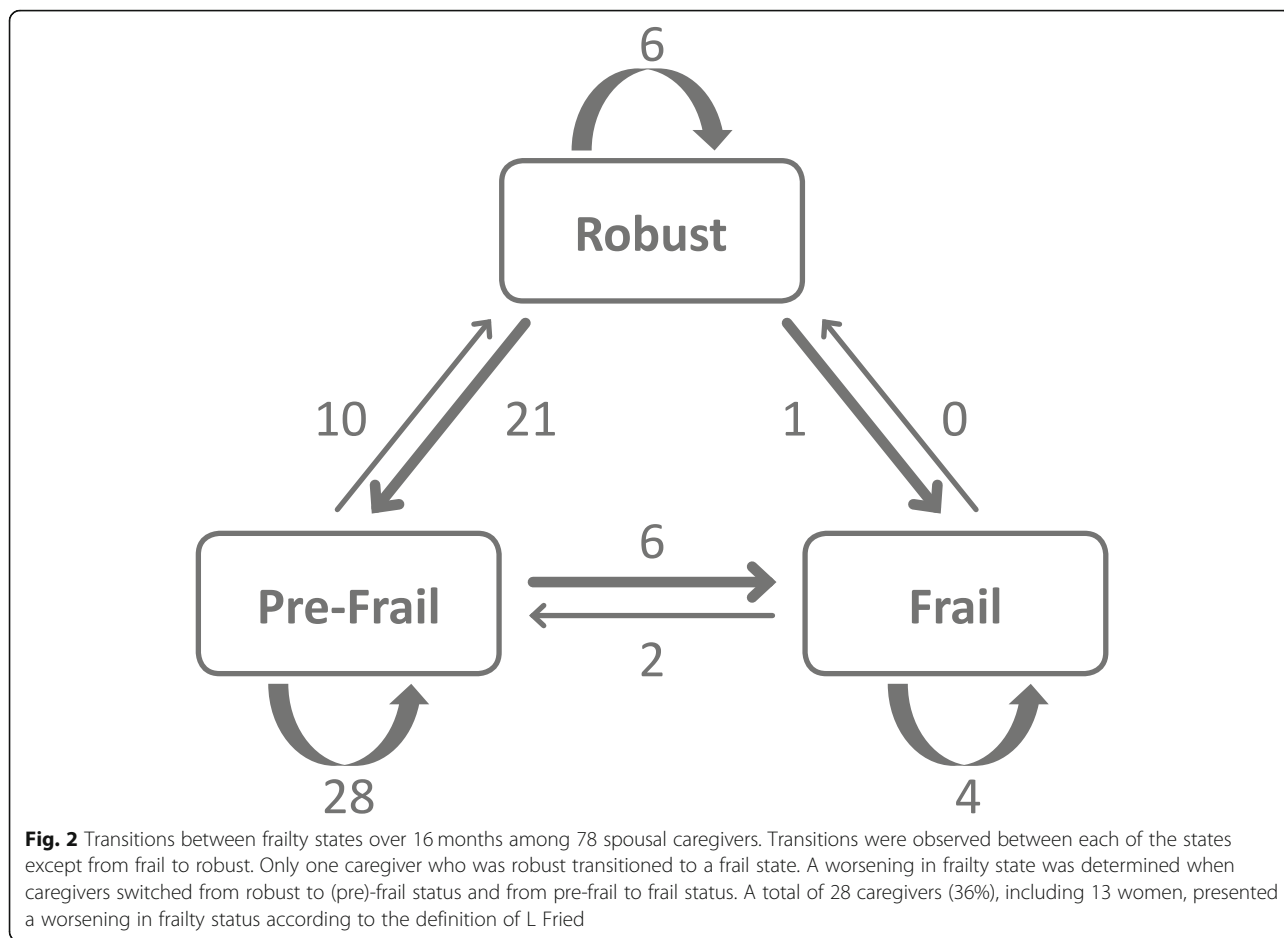 6
Robust
10
21
1
0
6
Pre-Frail
Frail
2
28
4
Fig. 2 Transitions between frailty states over 16 months among 78 spousal caregivers. Transitions were observed between each of the states
except from frail to robust. Only one caregiver who was robust transitioned to a frail state. A worsening in frailty state was determined when
caregivers switched from robust to (pre)-frail status and from pre-frail to frail status. A total of 28 caregivers (36%), including 13 women, presented
a worsening in frailty status according to the definition of L Fried